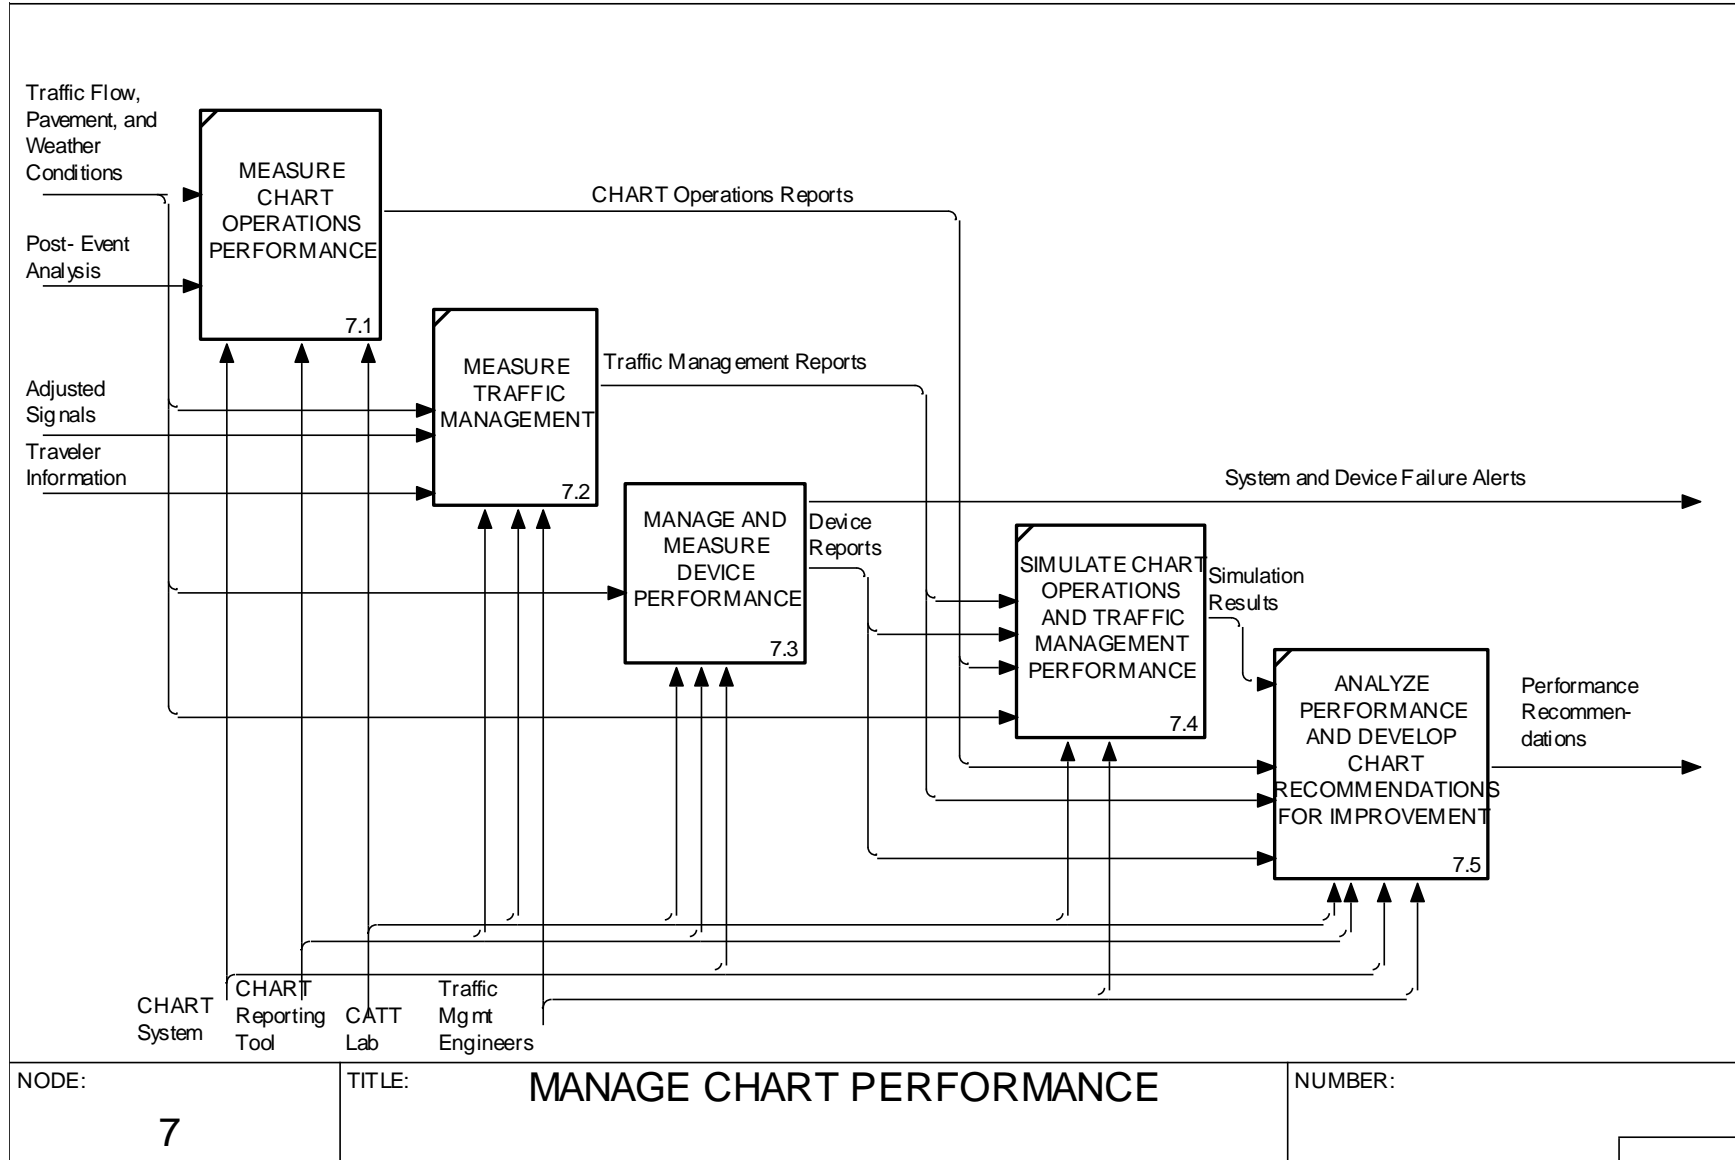 Traffic Flow,
Pavement, and
Weather
Conditions
MEASURE
CHART
OPERATIONS
PERFORMANCE
7.1
CHART Operations Reports
Post- Event
Analysis
MEASURE
TRAFFIC
MANAGEMENT
7.2
Traffic Management Reports
Adjusted
Signals
Traveler
Information
System and Device Failure Alerts
MANAGE AND
MEASURE
DEVICE
PERFORMANCE
7.3
Device
Reports
SIMULATE CHART
OPERATIONS
AND TRAFFIC
MANAGEMENT
PERFORMANCE
7.4
Simulation
Results
ANALYZE
PERFORMANCE
AND DEVELOP
CHART
RECOMMENDATIONS
FOR IMPROVEMENT
7.5
Performance
Recommen-
dations
CHART
System
CHART
Reporting
Tool
CATT
Lab
Traffic
Mgmt
Engineers
NODE:
7
TITLE:
MANAGE CHART PERFORMANCE
NUMBER: